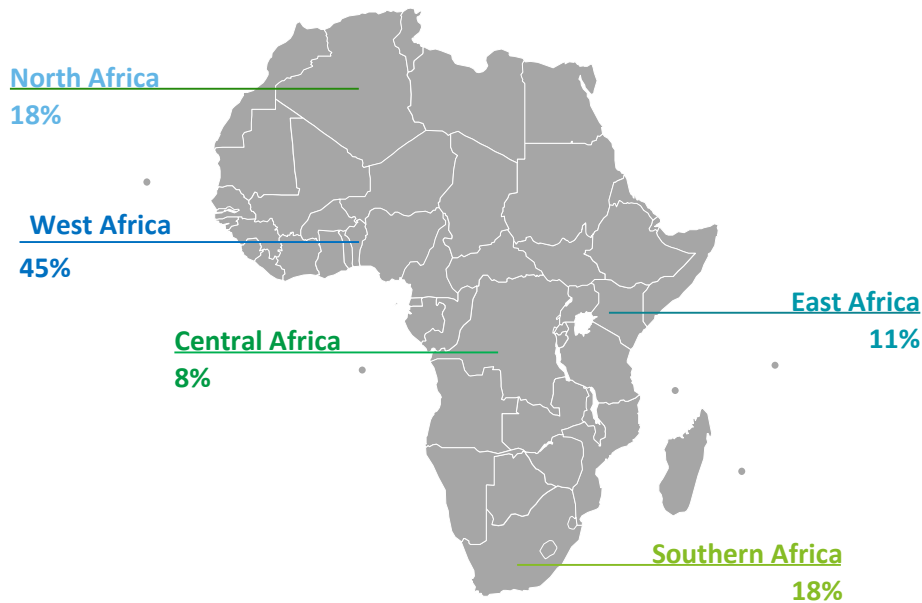 North Africa
18%
West Africa
45%
East Africa
11%
Central Africa
8%
Southern Africa
18%